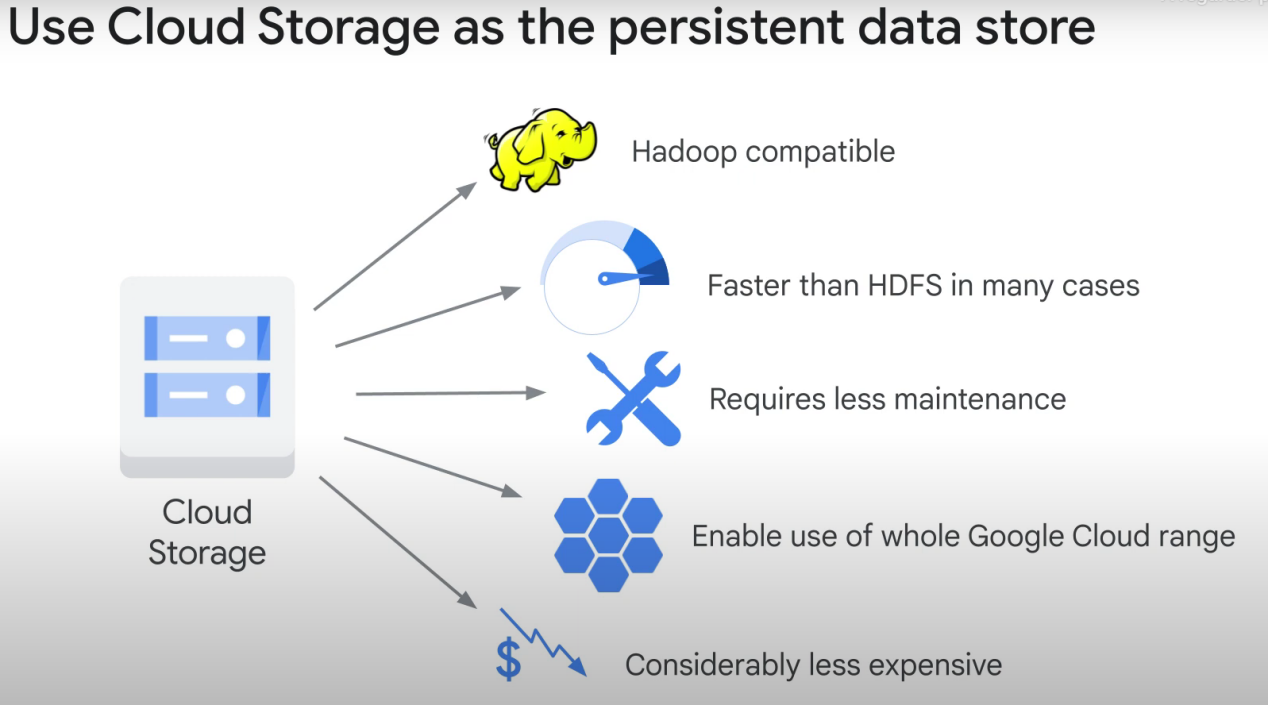 Use Cloud Storage as the persistent data store
Hadoop compatible
Faster than HDFS in many cases
Requires less maintenance
Cloud
Storage
Enable use of whole Google Cloud range
$
Considerably less expensive